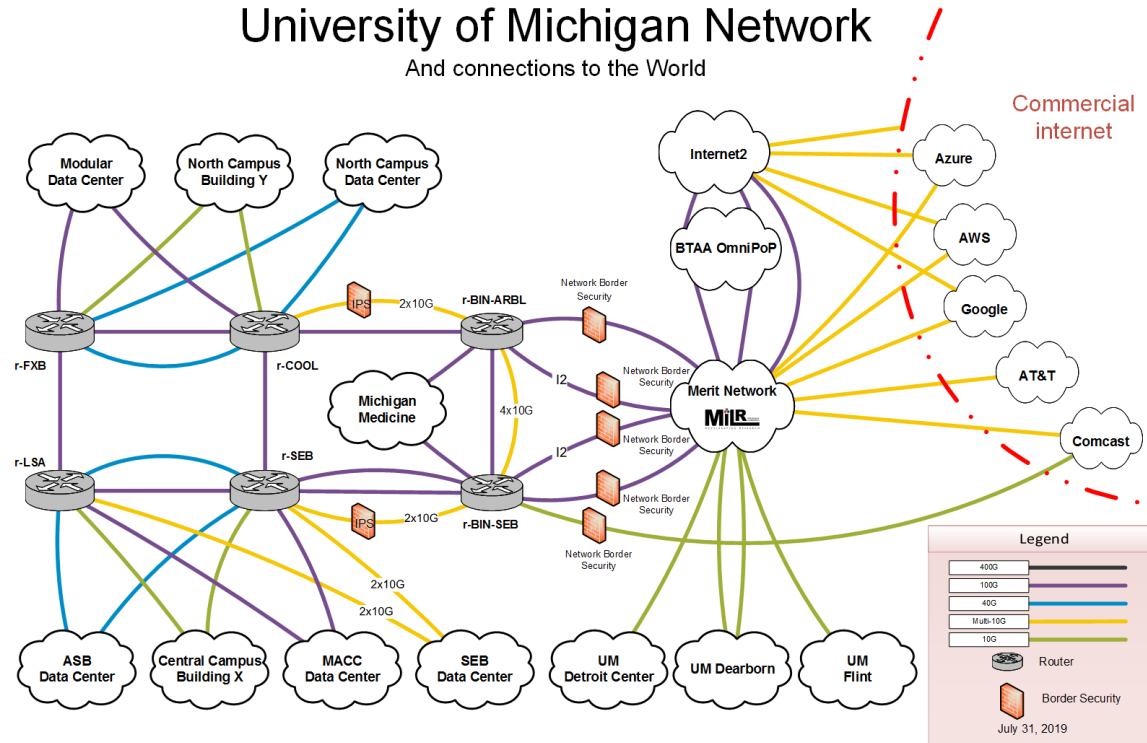 University of Michigan Network
And connections to the World
Commercial
internet
Modular
Data Center
North Campus
Building Y
North Campus
Data Center
Internet2
Azure
BTAA OmniPoP
AWS
Google
AT&T
Comcast
IPS
2x10G
r-BIN-ARBL
Network Border
Security
r-FXB
r-COOL
I2
Network Border
Security
Merit Network
MiLR
Michigan
Medicine
4x10G
Network Border
Security
I2
r-LSA
r-SEB
IPS
2x10G
r-BIN-SEB
Network Border
Security
Network Border
Security
2x10G
2x10G
ASB
Data Center
Central Campus
Building X
MACC
Data Center
SEB
Data Center
UM
Detroit Center
UM Dearborn
UM
Flint
Legend
400G
100G
40G
Multi-10G
10G
Router
Border Security
July 31, 2019